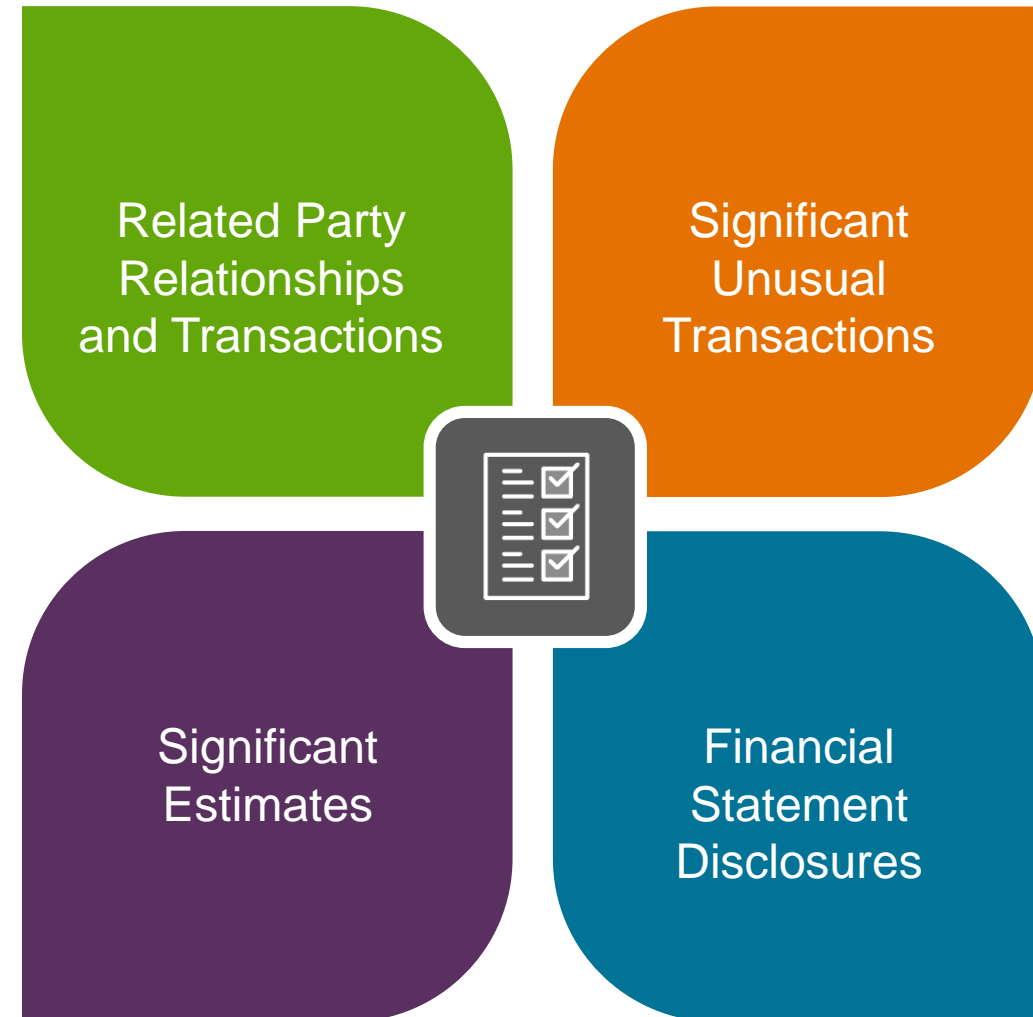 Related Party
Relationships
and Transactions
Significant
Unusual
Transactions
Significant
Estimates
Financial
Statement
Disclosures